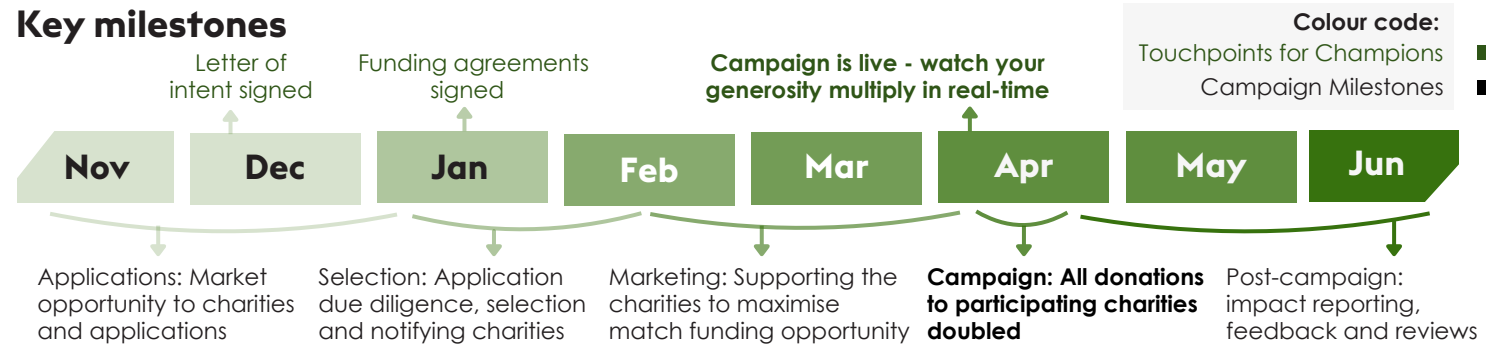 Key milestones
Colour code:
Touchpoints for Champions
Campaign Milestones
Letter of
intent signed
Funding agreements
signed
Campaign is live - watch your
generosity multiply in real-time
Nov
Dec
Jan
Feb
Mar
Apr
May
Jun
Applications: Market
opportunity to charities
and applications
Selection: Application
due diligence, selection
and notifying charities
Marketing: Supporting the
charities to maximise
match funding opportunity
Campaign: All donations
to participating charities
doubled
Post-campaign:
impact reporting,
feedback and reviews